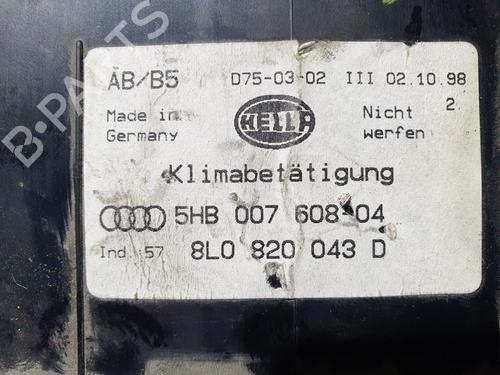 AB/B5 D75-03-02 III 02.10.98
Made in Germany HELLA Nicht werfen 2.
Klimabetätigung
5HB 007 608-04
Ind. 57 8L0 820 043 D
B-PARTS